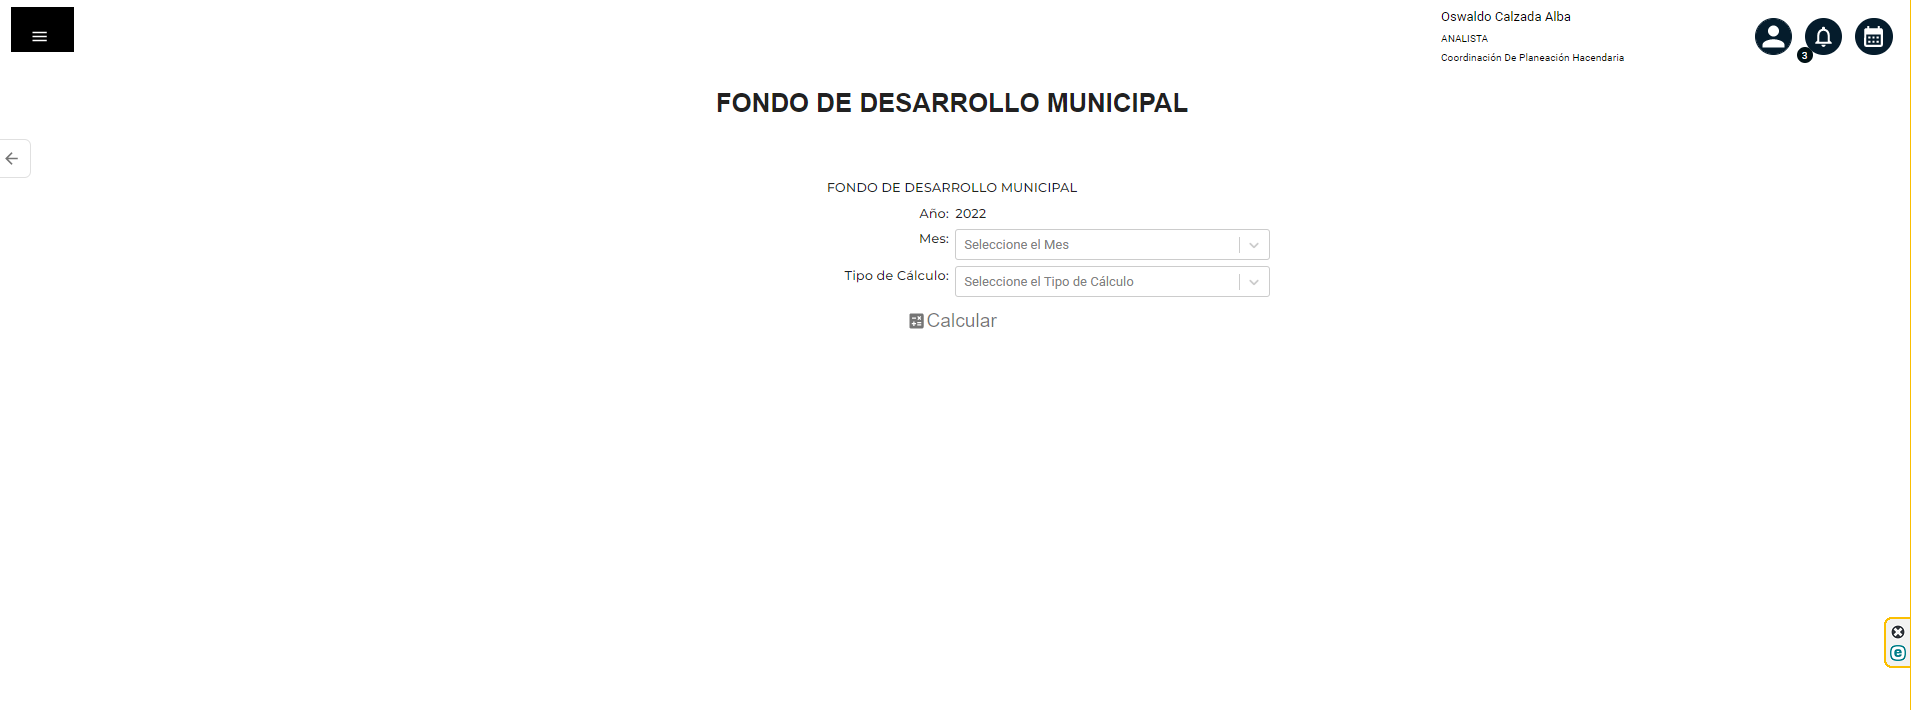 Oswaldo Calzada Alba
ANALISTA
Coordinación De Planeación Hacendaria
3
FONDO DE DESARROLLO MUNICIPAL
FONDO DE DESARROLLO MUNICIPAL
Año: 2022
Mes: Seleccione el Mes
Tipo de Cálculo: Seleccione el Tipo de Cálculo
Calcular
e